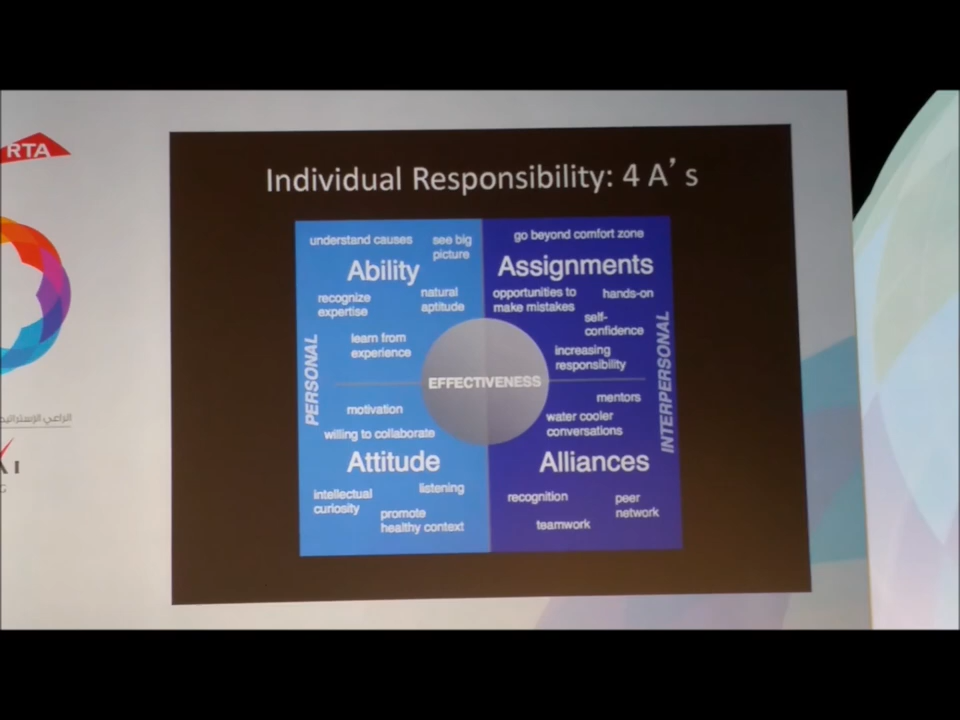 RTA
Individual Responsibility: 4 A's
understand causes
see big
picture
Ability
recognize
expertise
natural
aptitude
learn from
experience
PERSONAL
go beyond comfort zone
Assignments
opportunities to
make mistakes
hands-on
self-
confidence
increasing
responsibility
INTERPERSONAL
EFFECTIVENESS
motivation
willing to collaborate
Attitude
intellectual
curiosity
listening
promote
healthy context
mentors
water cooler
conversations
Alliances
recognition
peer
network
teamwork
الراعي